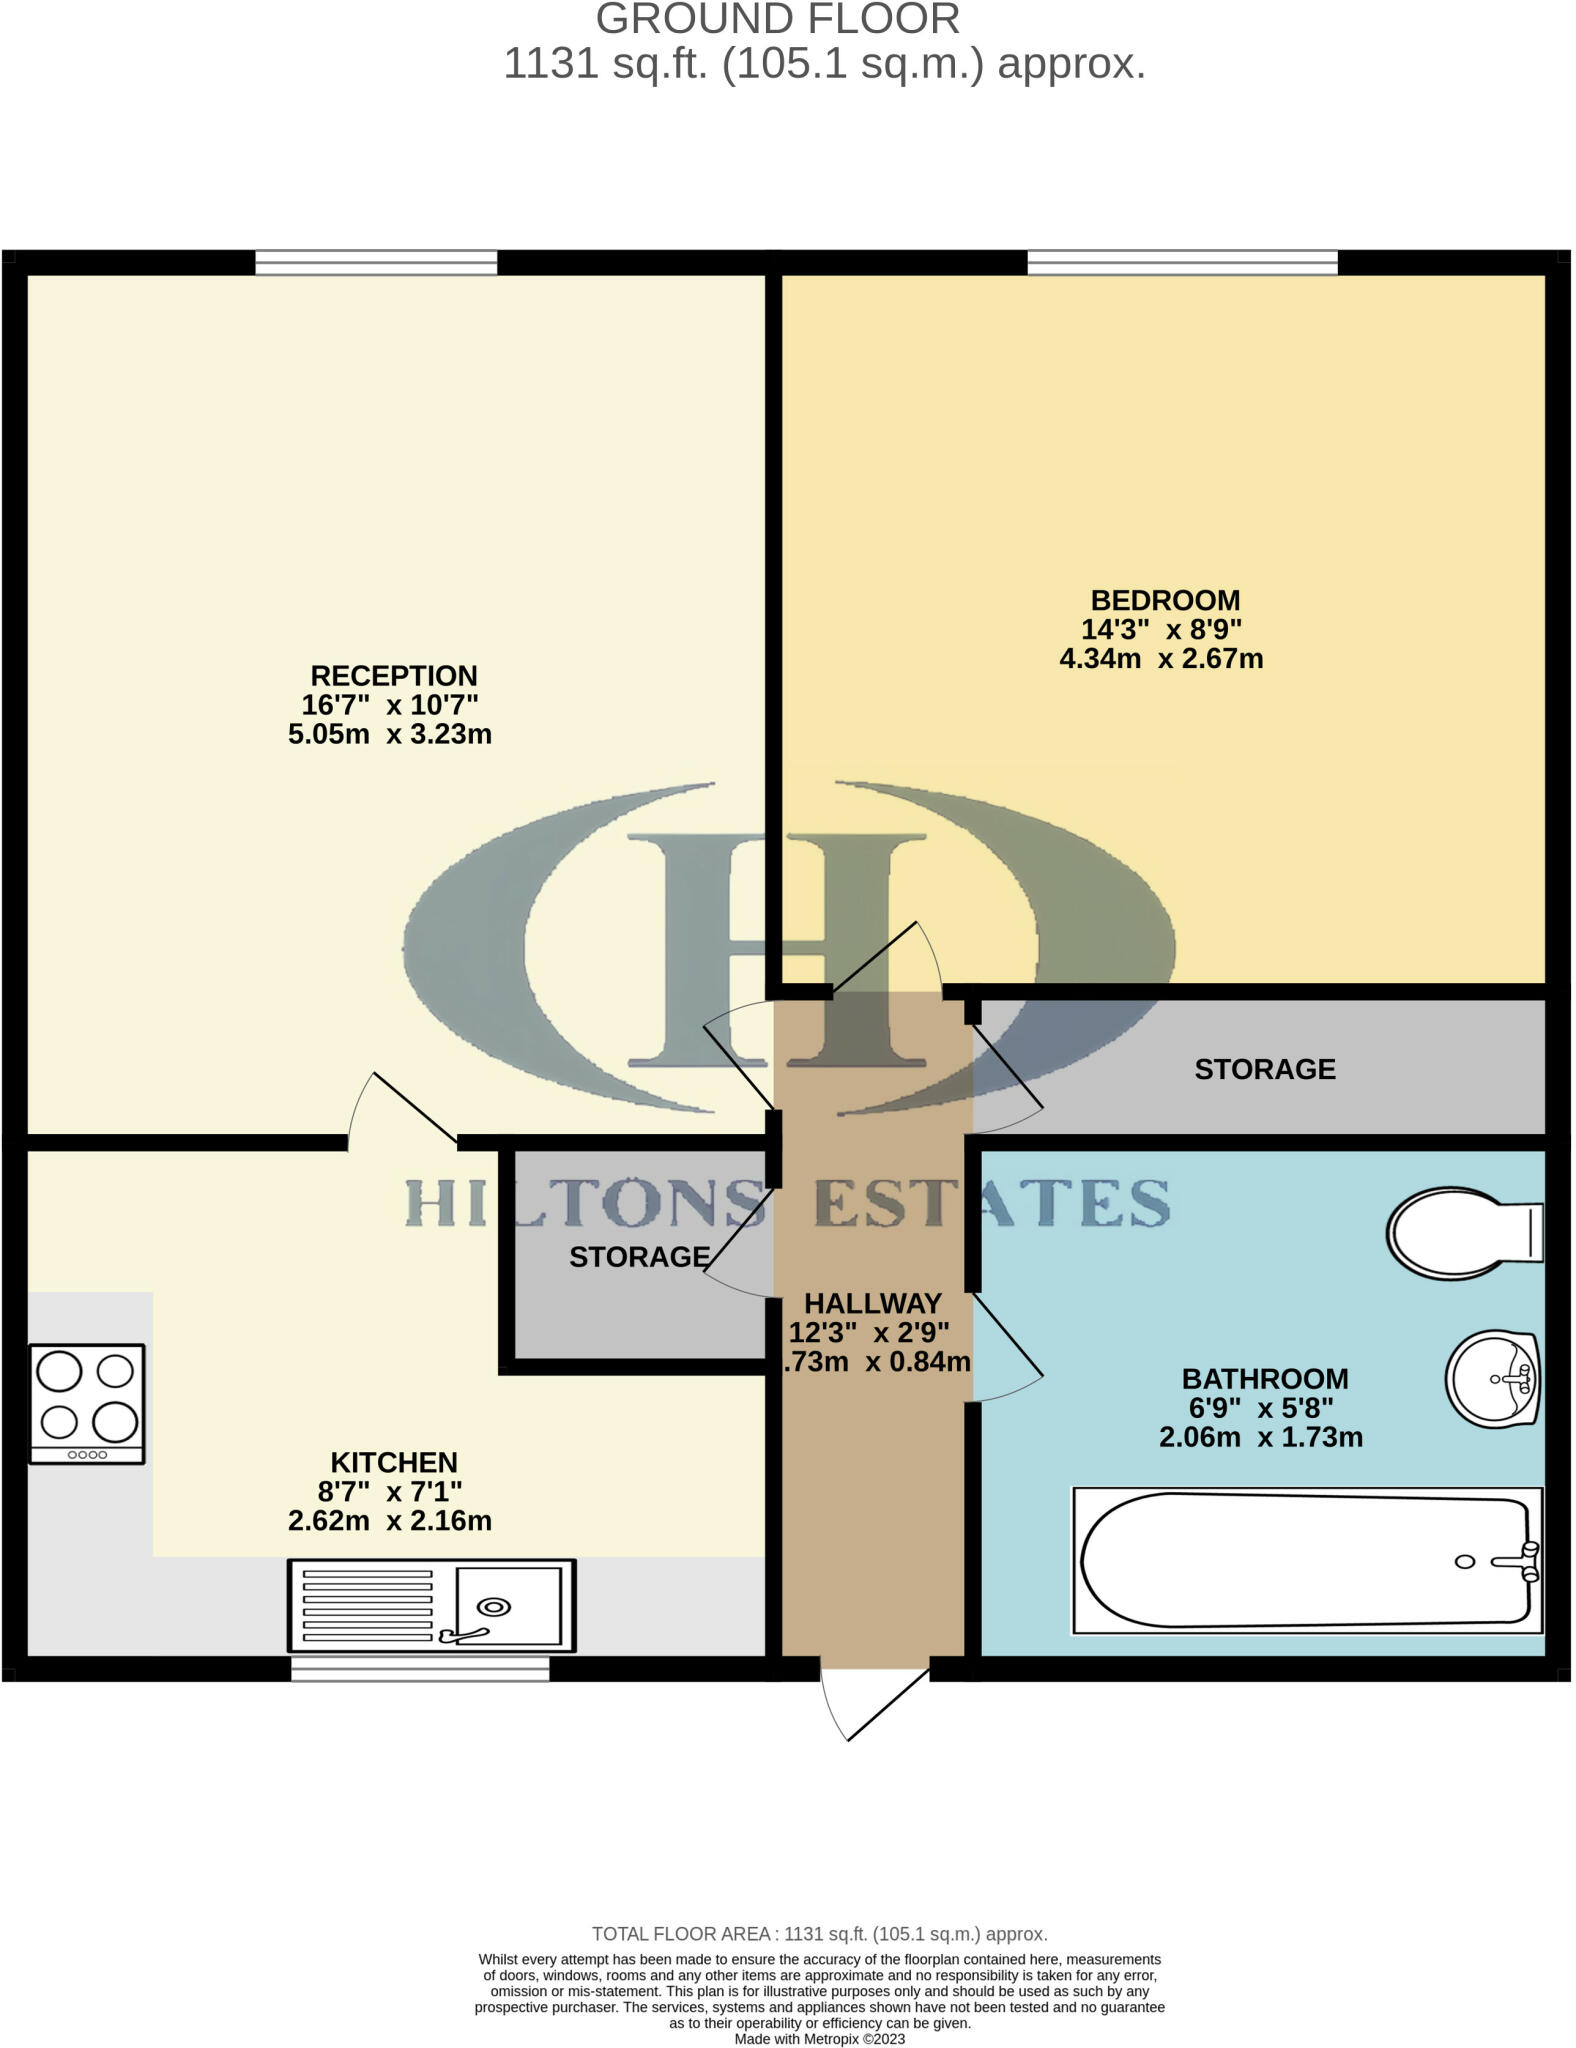 GROUND FLOOR
1131 sq.ft. (105.1 sq.m.) approx.
BEDROOM
14'3"  x 8'9"
4.34m  x 2.67m
RECEPTION
16'7"  x 10'7"
5.05m  x 3.23m
H
STORAGE
HILTONS ESTATES
STORAGE
HALLWAY
12'3"  x 2'9"
.73m  x 0.84m
BATHROOM
6'9"  x 5'8"
2.06m  x 1.73m
KITCHEN
8'7"  x 7'1"
2.62m  x 2.16m
TOTAL FLOOR AREA : 1131 sq.ft. (105.1 sq.m.) approx.
Whilst every attempt has been made to ensure the accuracy of the floorplan contained here, measurements
of doors, windows, rooms and any other items are approximate and no responsibility is taken for any error,
omission or mis-statement. This plan is for illustrative purposes only and should be used as such by any
prospective purchaser. The services, systems and appliances shown have not been tested and no guarantee
as to their operability or efficiency can be given.
Made with Metropix ©2023